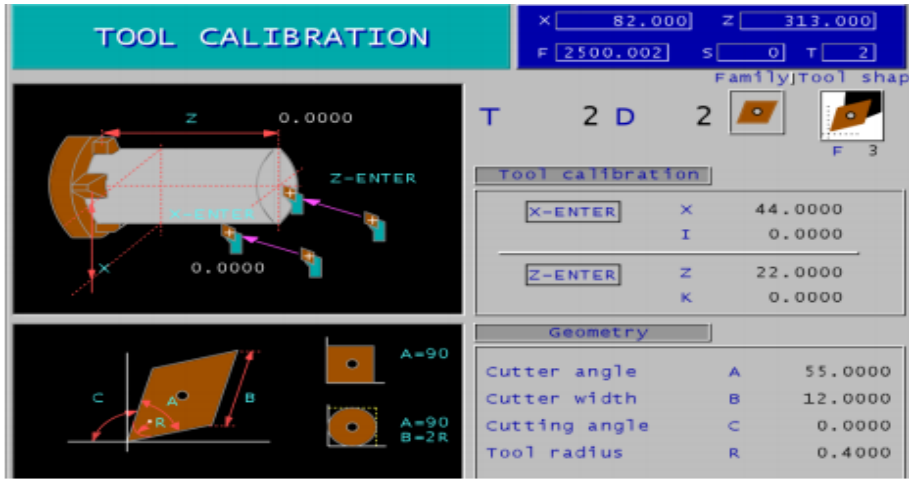 TOOL CALIBRATION
X 82.000 Z 313.000
F 2500.002 S 0 T 2
Family Tool shap
T 2 D 2
F 3
Z 0.0000
Z-ENTER
X-ENTER
X 0.0000
Tool calibration
X-ENTER X 44.0000
I 0.0000
Z-ENTER Z 22.0000
K 0.0000
A=90
C A B
R
A=90
B=2R
Geometry
Cutter angle A 55.0000
Cutter width B 12.0000
Cutting angle C 0.0000
Tool radius R 0.4000